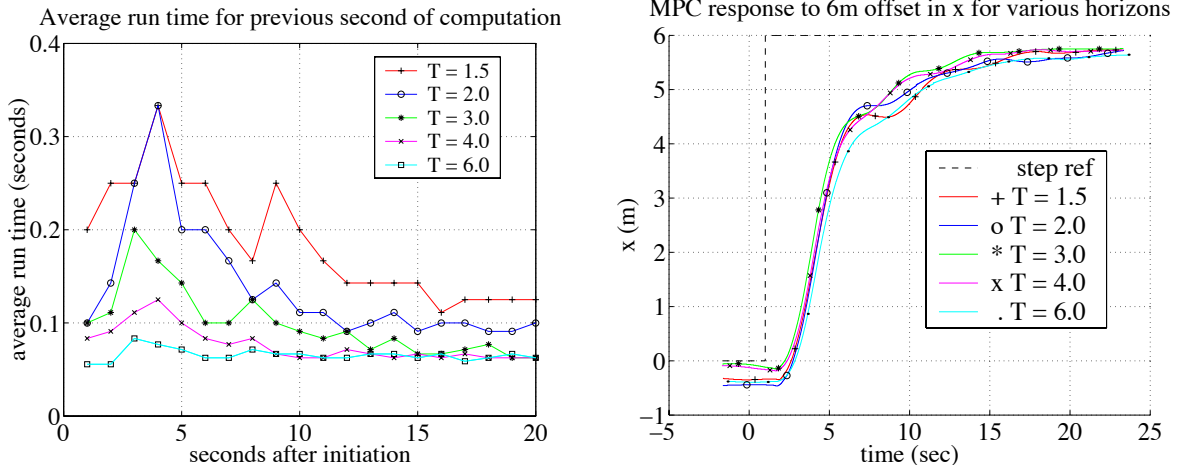 Average run time for previous second of computation
0.4
0.3
0.2
0.1
0
average run time (seconds)
T = 1.5
T = 2.0
T = 3.0
T = 4.0
T = 6.0
0 5 10 15 20
seconds after initiation
MPC response to 6m offset in x for various horizons
6
5
4
3
2
1
0
−1
x (m)
step ref
+ T = 1.5
o T = 2.0
* T = 3.0
x T = 4.0
. T = 6.0
−5 0 5 10 15 20 25
time (sec)